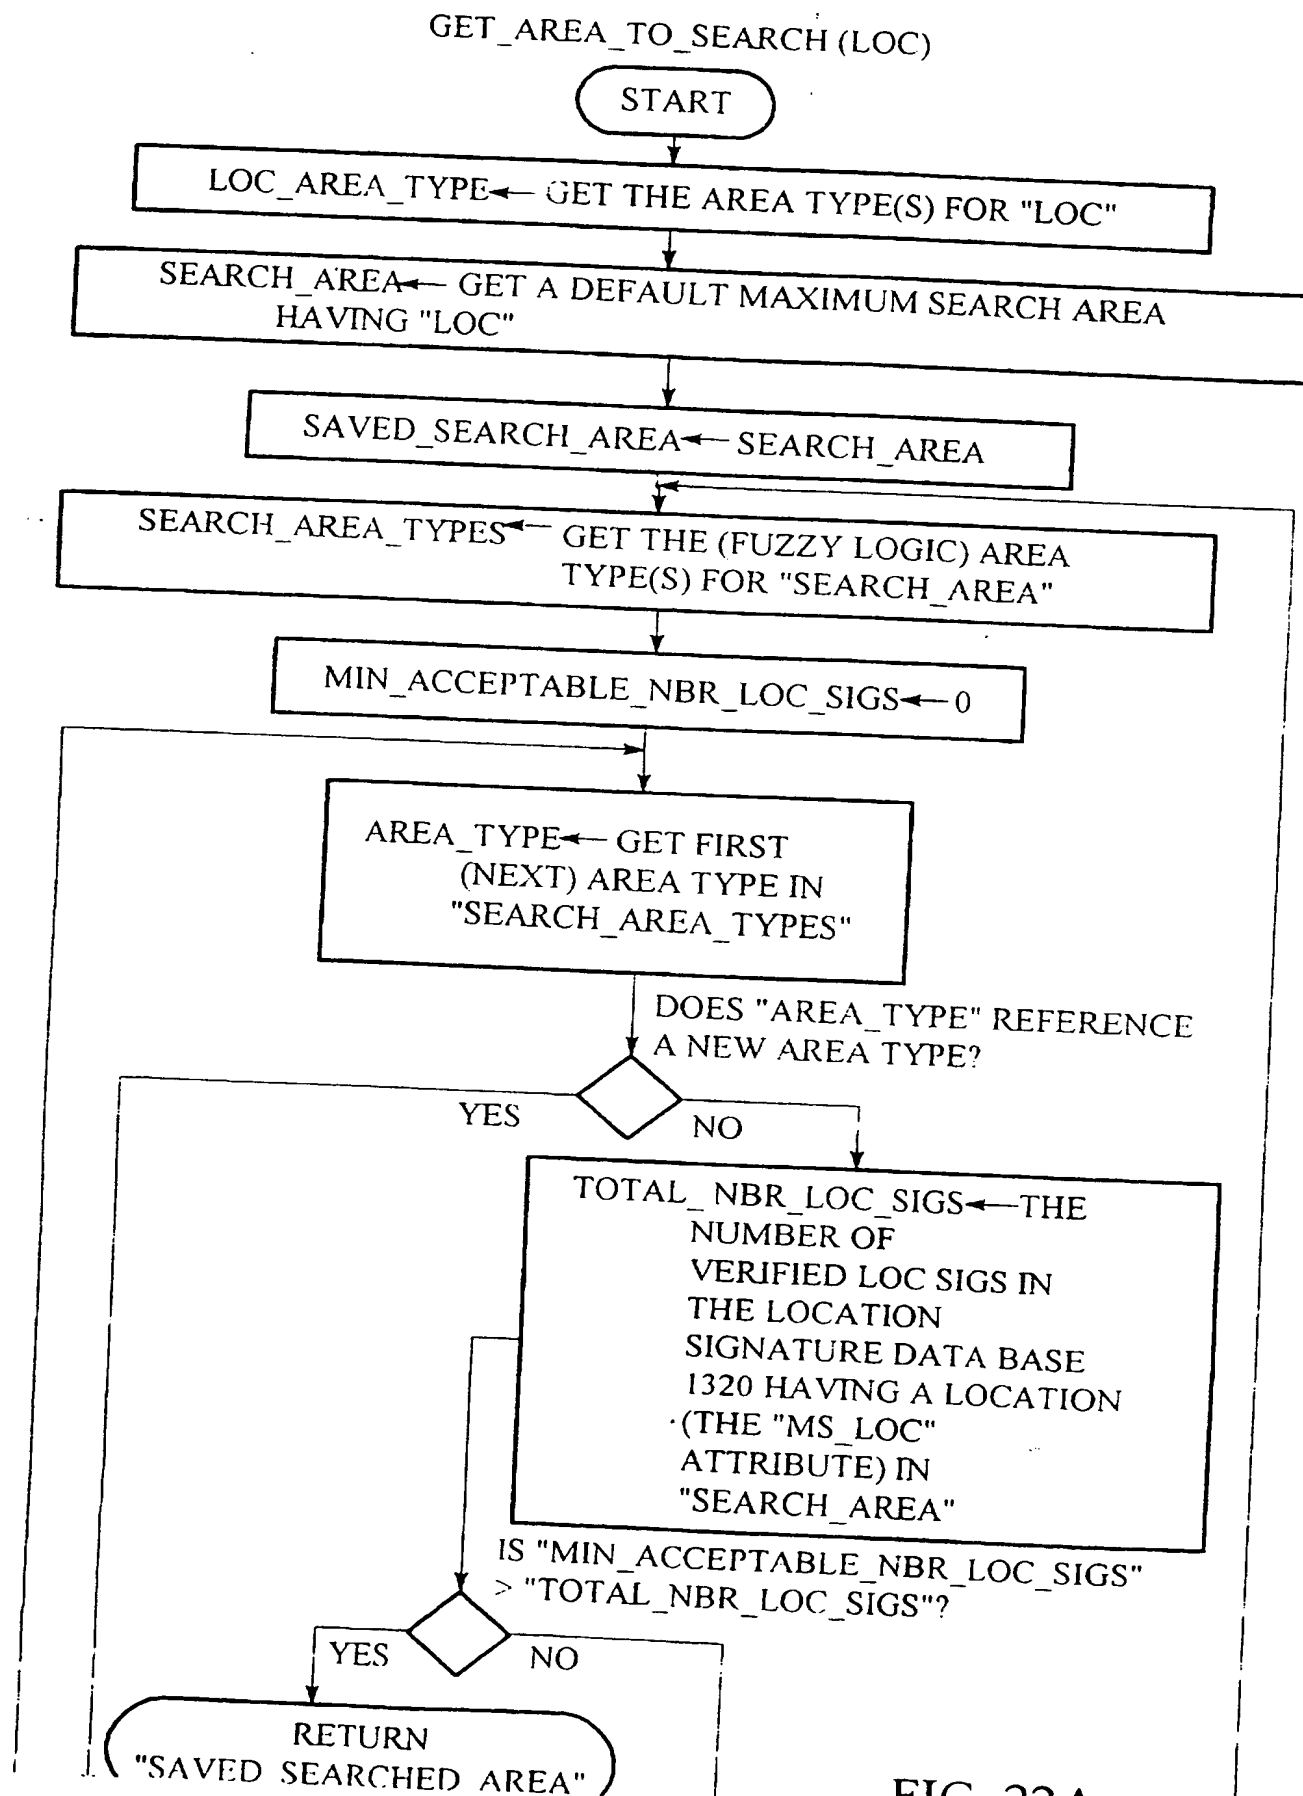 GET_AREA_TO_SEARCH (LOC)
START
LOC_AREA_TYPE← GET THE AREA TYPE(S) FOR "LOC"
SEARCH_AREA← GET A DEFAULT MAXIMUM SEARCH AREA
HAVING "LOC"
SAVED_SEARCH_AREA← SEARCH_AREA
SEARCH_AREA_TYPES← GET THE (FUZZY LOGIC) AREA
TYPE(S) FOR "SEARCH_AREA"
MIN_ACCEPTABLE_NBR_LOC_SIGS← 0
AREA_TYPE← GET FIRST
(NEXT) AREA TYPE IN
"SEARCH_AREA_TYPES"
DOES "AREA_TYPE" REFERENCE
A NEW AREA TYPE?
YES
NO
TOTAL_ NBR_LOC_SIGS←THE
NUMBER OF
VERIFIED LOC SIGS IN
THE LOCATION
SIGNATURE DATA BASE
1320 HAVING A LOCATION
(THE "MS_LOC"
ATTRIBUTE) IN
"SEARCH_AREA"
IS "MIN_ACCEPTABLE_NBR_LOC_SIGS"
> "TOTAL_NBR_LOC_SIGS"?
YES
NO
RETURN
"SAVED SEARCHED AREA"